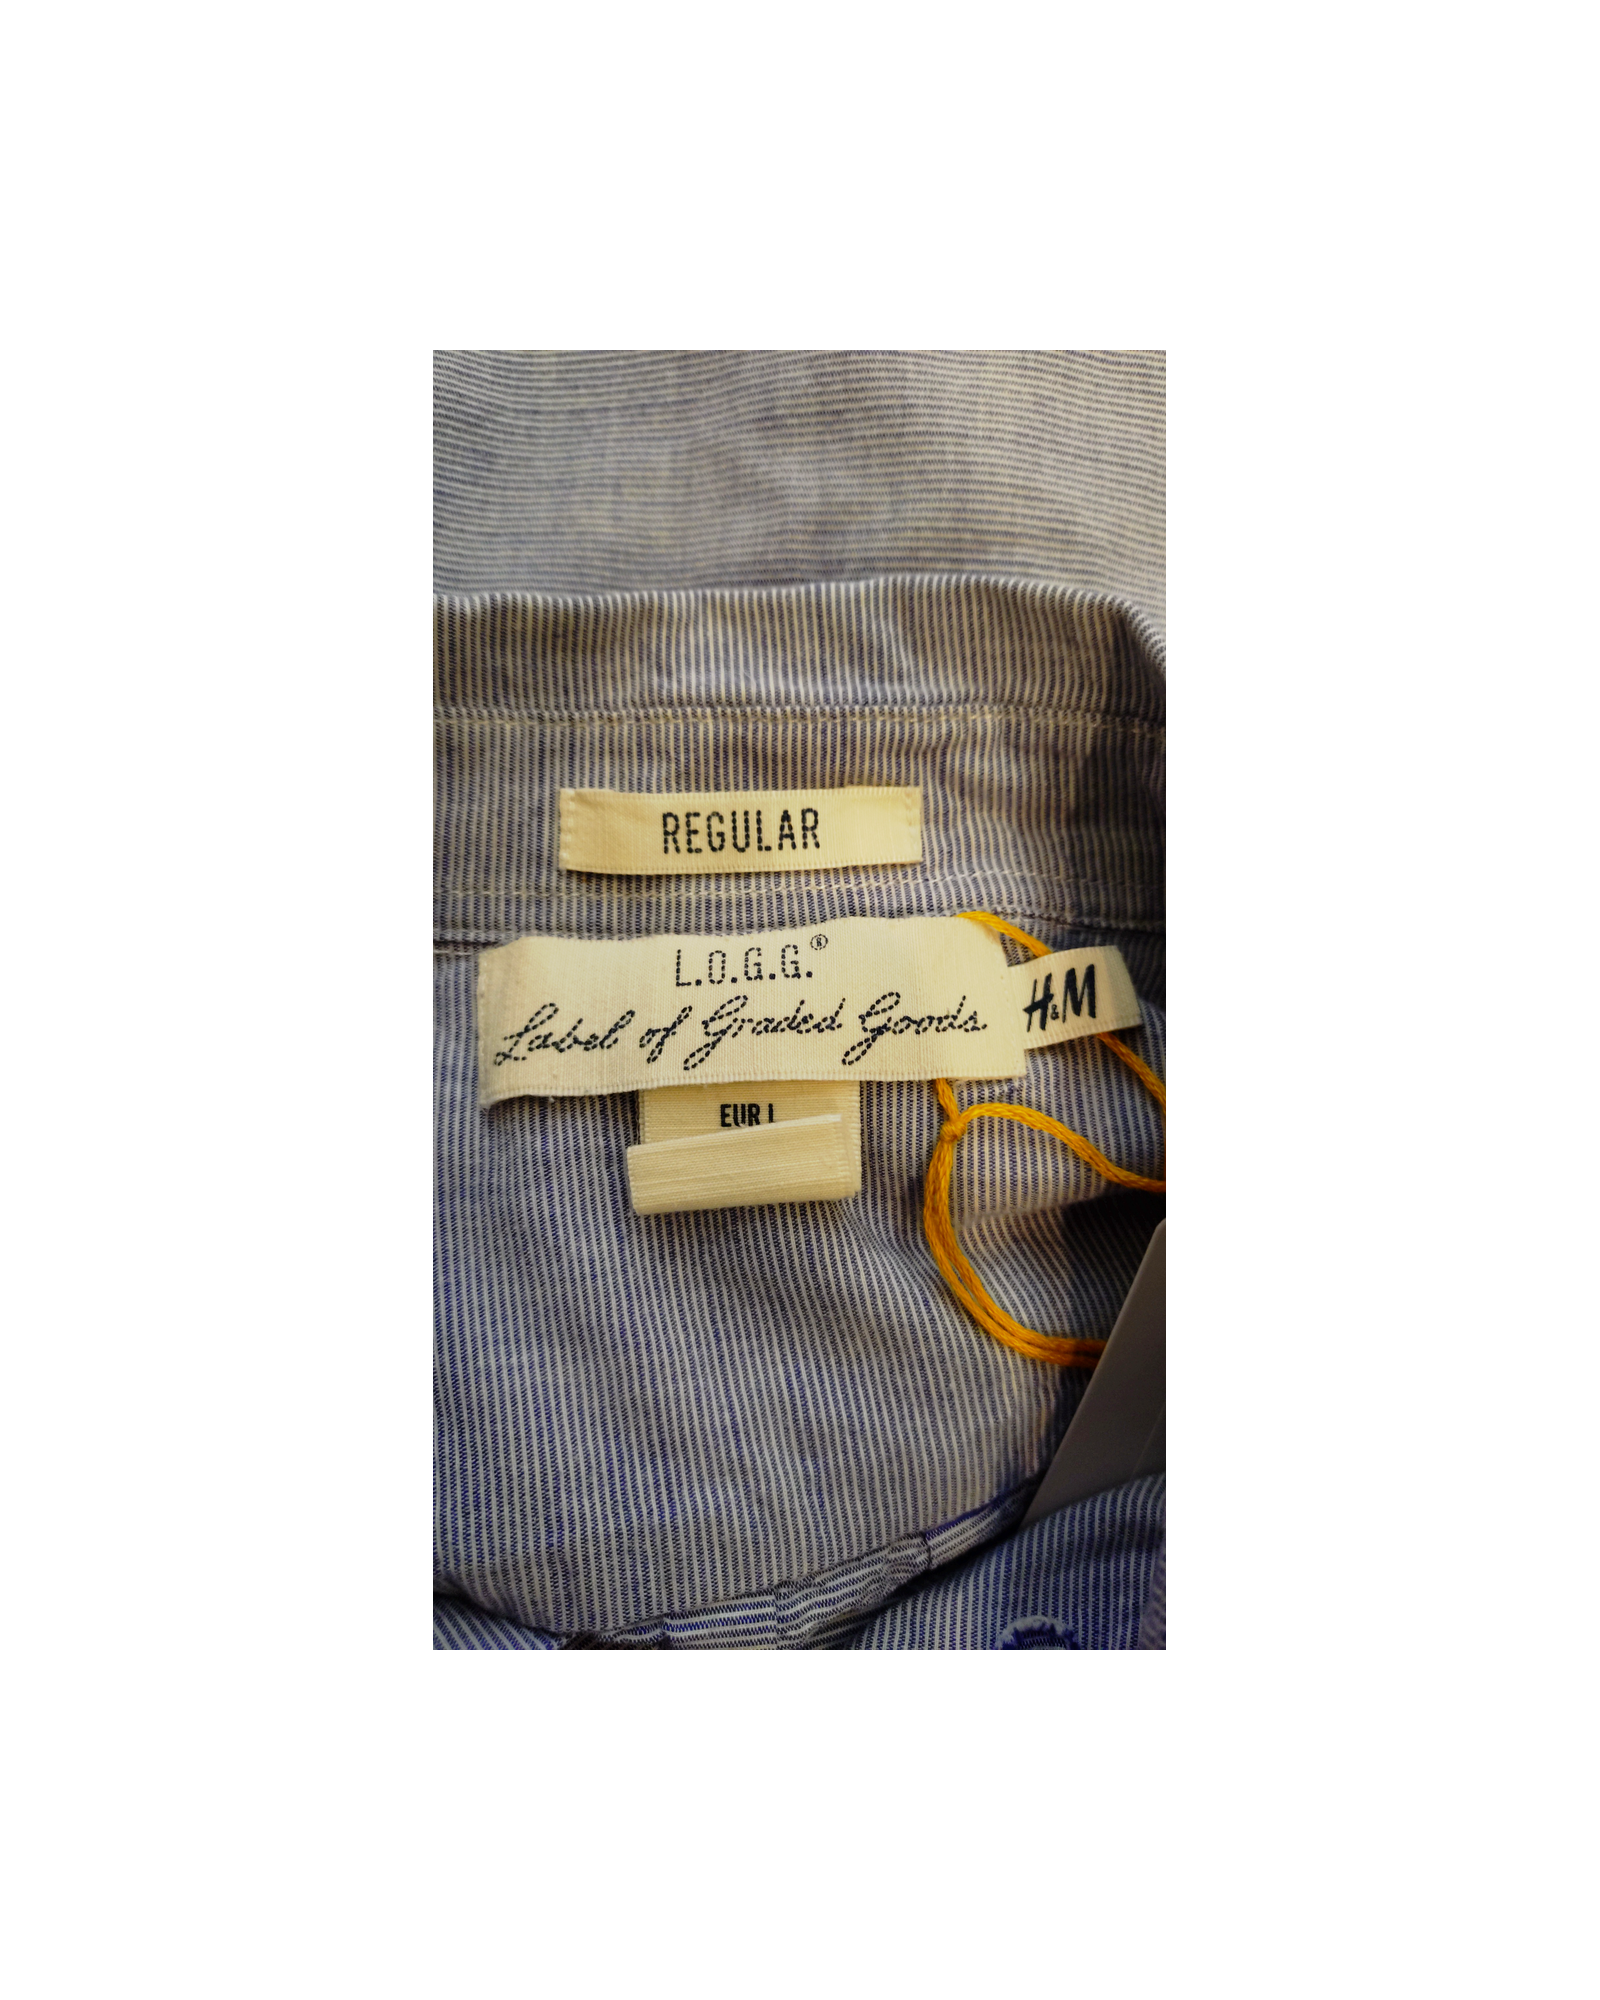 REGULAR
L.O.G.G.®
Label of Graded Goods
H&M
EUR